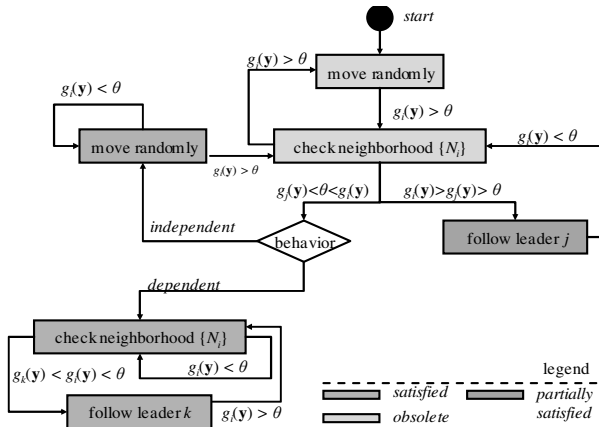 start
g_i(y) > θ
move randomly
g_i(y) < θ
g_i(y) > θ
g_i(y) < θ
move randomly
g_i(y) > θ
check neighborhood {N_i}
g_j(y)<θ<g_i(y)
g_i(y)>g_j(y)> θ
independent
behavior
follow leader j
dependent
check neighborhood {N_i}
g_i(y) < θ
g_k(y) < g_i(y) < θ
follow leader k
g_i(y) > θ
legend
satisfied
partially
satisfied
obsolete